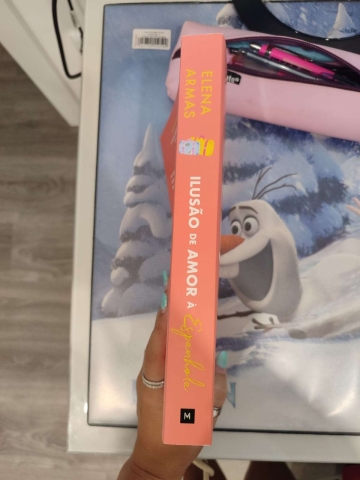 ELENA
ARMAS
ILUSÃO DE AMOR À
Espanhola
M